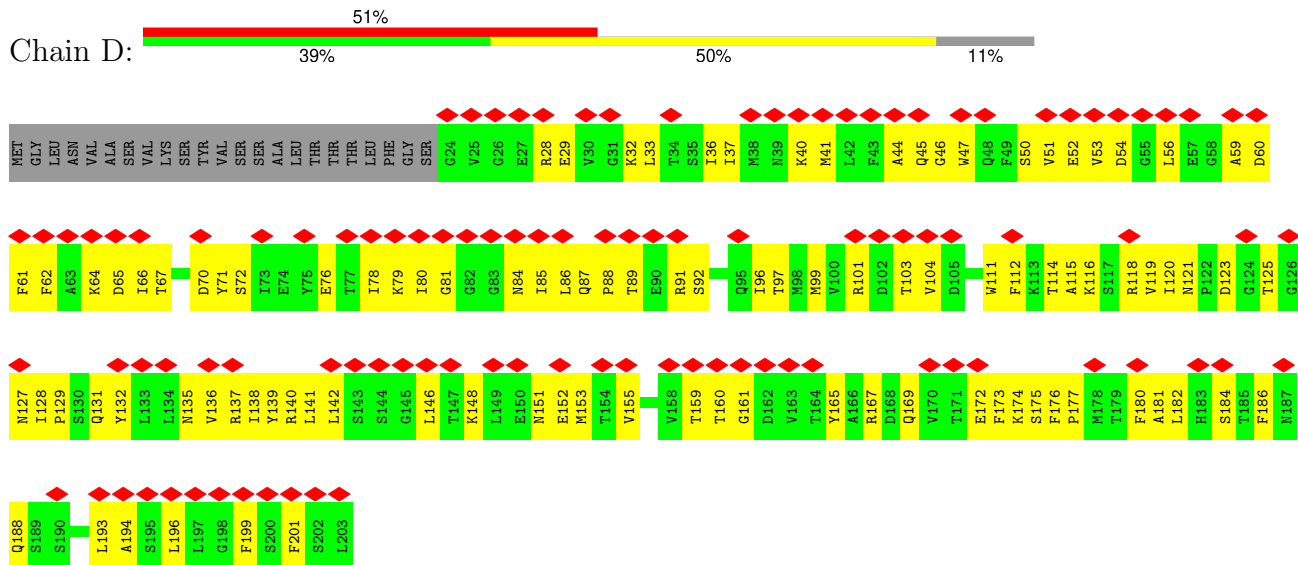 51%
Chain D:
39% 50% 11%
MET GLY LEU ASN VAL ALA SER VAL LYS SER TYR VAL SER SER ALA LEU THR THR THR LEU PHE GLY SER G24 V25 G26 E27 R28 E29 V30 G31 K32 L33 T34 S35 I36 I37 M38 N39 K40 M41 L42 F43 A44 Q45 G46 W47 Q48 F49 S50 V51 E52 V53 D54 G55 L56 E57 G58 A59 D60
F61 F62 A63 K64 D65 I66 T67 D70 Y71 S72 I73 E74 Y75 E76 T77 I78 K79 I80 G81 G82 G83 N84 I85 L86 Q87 P88 T89 E90 R91 S92 Q95 I96 T97 M98 M99 V100 R101 D102 T103 V104 D105 W111 F112 K113 T114 A115 K116 S117 R118 V119 I120 N121 P122 D123 G124 T125 G126
N127 I128 P129 S130 Q131 Y132 L133 L134 N135 V136 R137 I138 Y139 R140 L141 L142 S143 S144 G145 L146 T147 K148 L149 E150 N151 E152 M153 T154 V155 V158 T159 T160 G161 D162 V163 T164 Y165 A166 R167 D168 Q169 V170 T171 E172 F173 K174 S175 F176 P177 M178 T179 F180 A181 L182 H183 S184 T185 F186 N187
Q188 S189 S190 L193 A194 S195 L196 L197 G198 F199 S200 F201 S202 L203